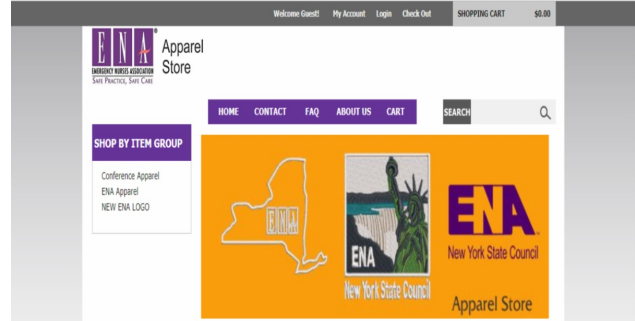 Welcome Guest!! My Account Login Check Out SHOPPING CART $0.00
ENA
EMERGENCY NURSES ASSOCIATION
SAFE PRACTICE, SAFE CARE
Apparel
Store
HOME CONTACT FAQ ABOUT US CART SEARCH
SHOP BY ITEM GROUP
Conference Apparel
ENA Apparel
NEW ENA LOGO
ENA
ENA
New York State Council
ENA
New York State Council
Apparel Store